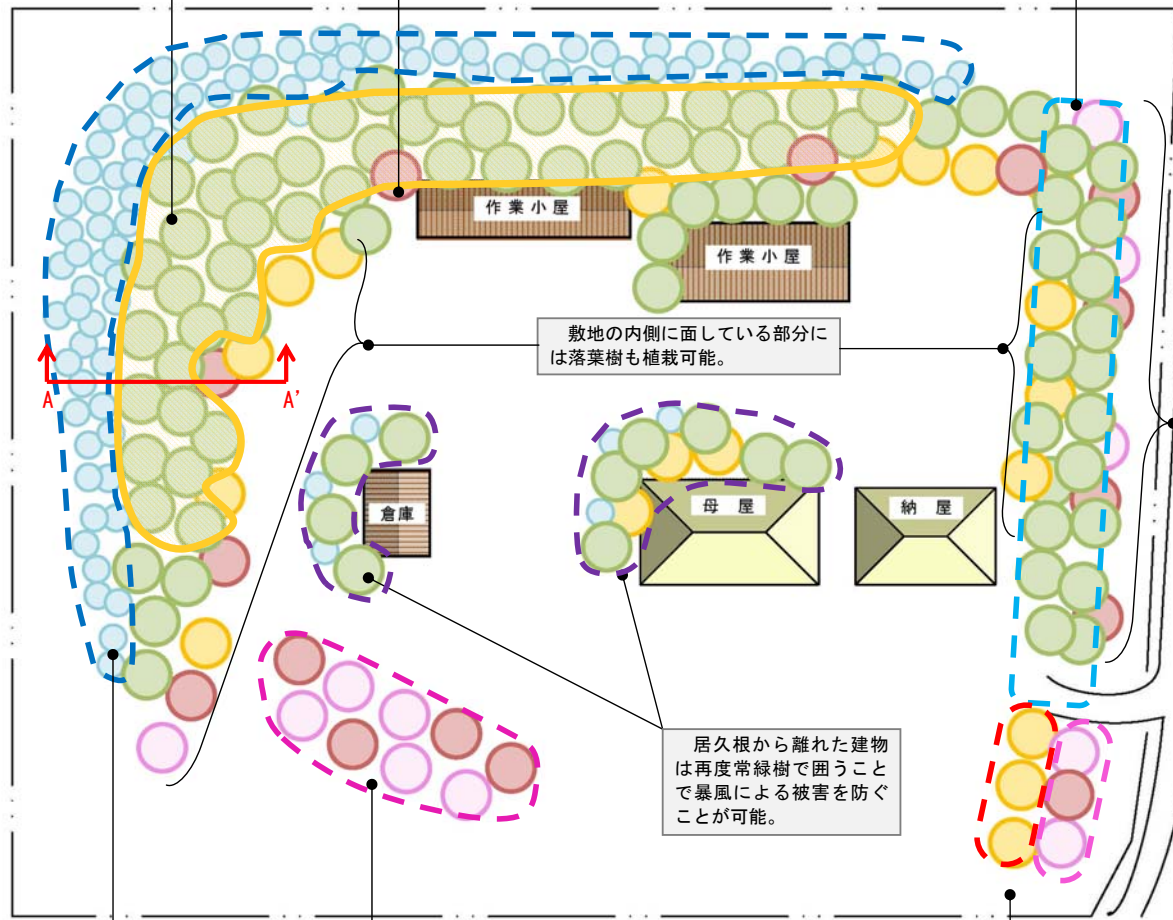 作業小屋
作業小屋
敷地の内側に面している部分に
は落葉樹も植栽可能。
A
A'
倉庫
母屋
納屋
居久根から離れた建物
は再度常緑樹で囲うこと
で暴風による被害を防ぐ
ことが可能。